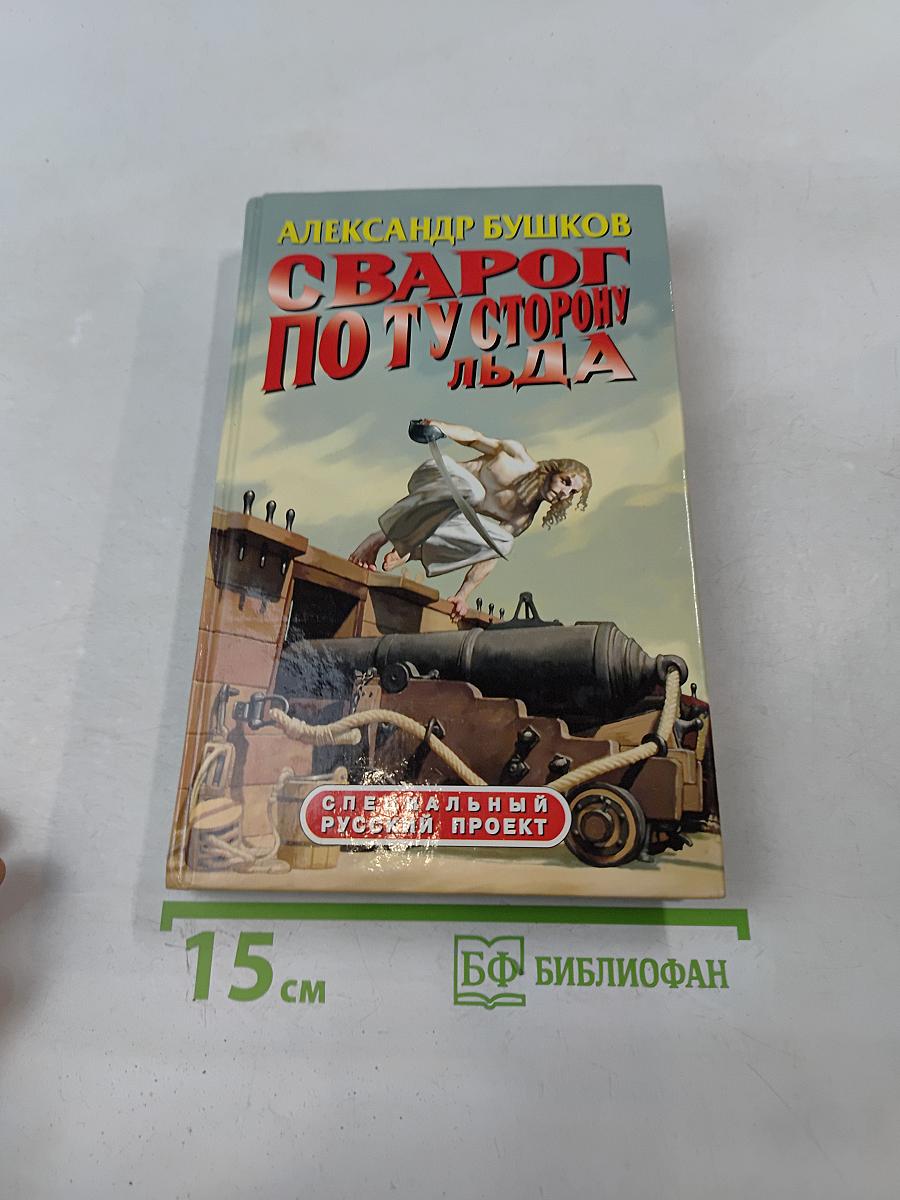 АЛЕКСАНДР БУШКОВ
СВАРОГ
ПО ТУ СТОРОНУ
ЛЬДА
СПЕЦИАЛЬНЫЙ
РУССКИЙ ПРОЕКТ
15 см
БФ БИБЛИОФАН